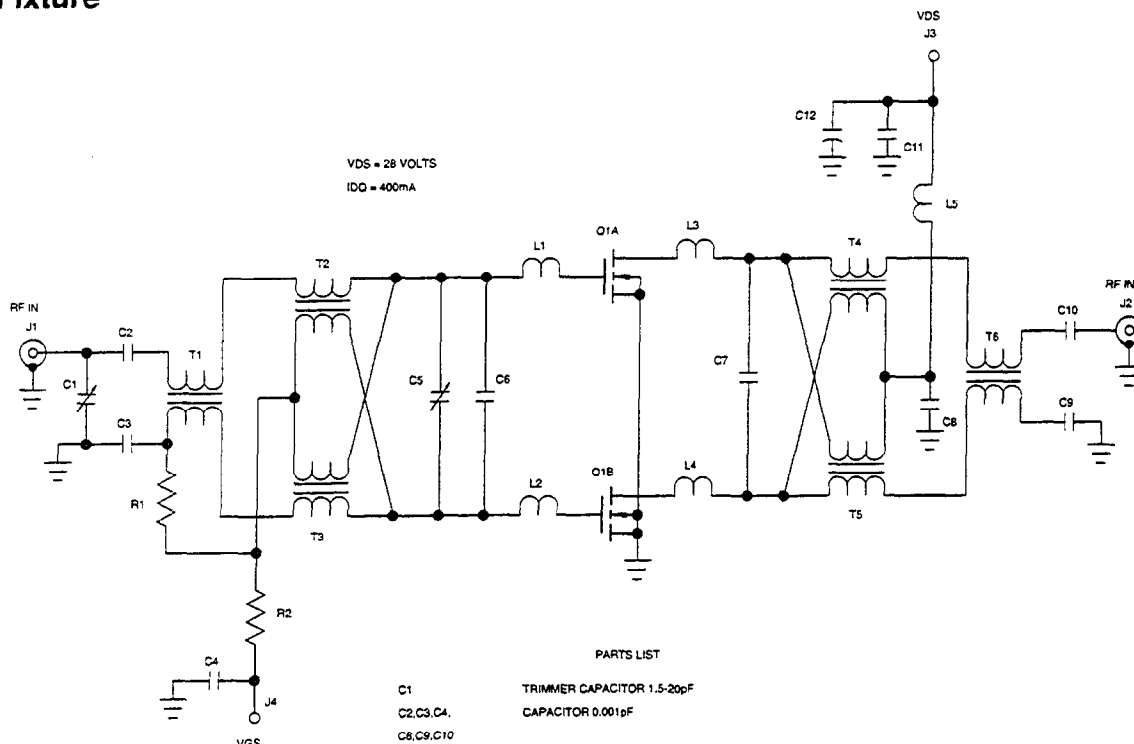 Fixture
VDS
J3
C12
C11
VDS = 28 VOLTS
IDQ = 400mA
L5
L1
Q1A
L3
T2
T4
RF IN
J1
RF IN
J2
C2
T1
C10
T6
C1
C5
C6
C7
C3
C8
C9
R1
L2
Q1B
L4
T3
T5
R2
C4
J4
VGS
PARTS LIST
C1 TRIMMER CAPACITOR 1.5-20pF
C2,C3,C4, CAPACITOR 0.001pF
C8,C9,C10